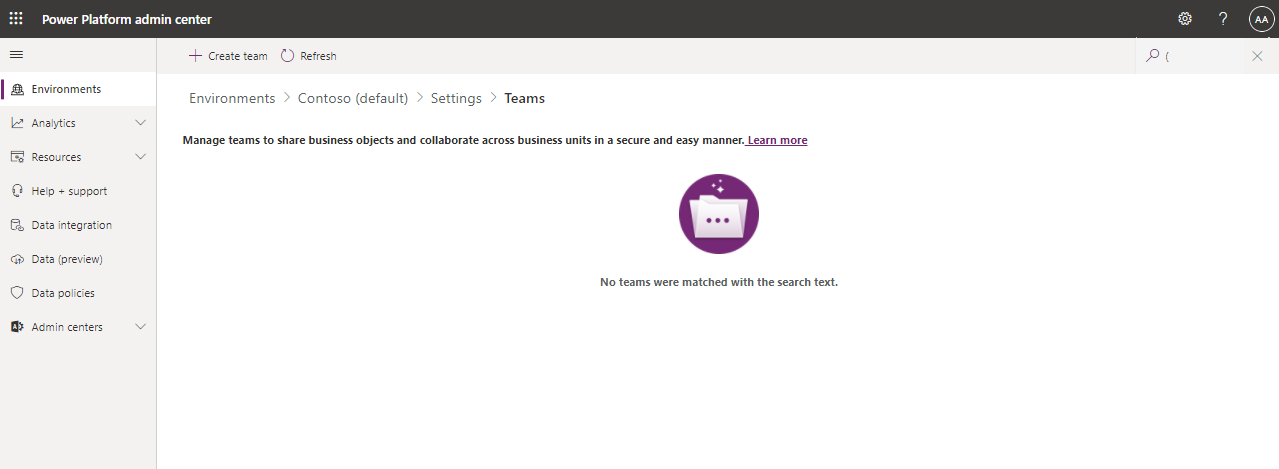 Power Platform admin center
?
AA
Create team
Refresh
(
Environments
Analytics
Resources
Help + support
Data integration
Data (preview)
Data policies
Admin centers
Environments > Contoso (default) > Settings > Teams
Manage teams to share business objects and collaborate across business units in a secure and easy manner. Learn more
No teams were matched with the search text.